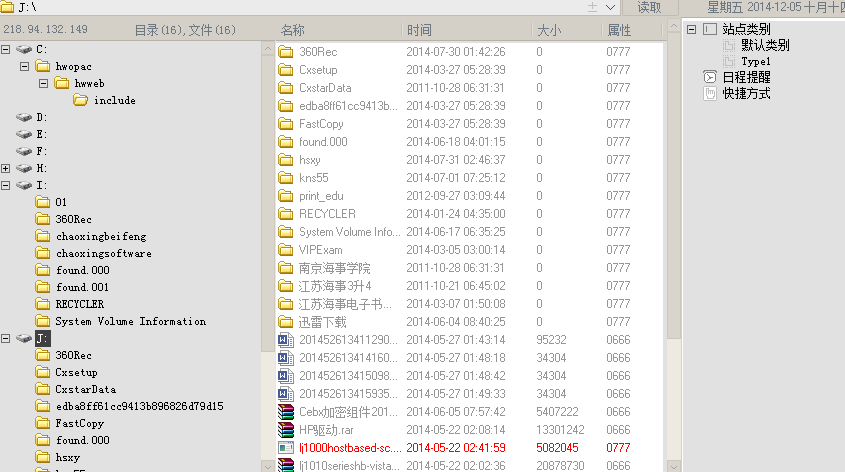 J:\
读取
星期五 2014-12-05 十月十四
218.94.132.149
目录(16),文件(16)
名称 时间 大小 属性
C:
hwopac
hwweb
include
D:
E:
F:
H:
I:
01
360Rec
chaoxingbeifeng
chaoxingsoftware
found.000
found.001
RECYCLER
System Volume Information
J:
360Rec
Cxsetup
CxstarData
edba8ff61cc9413b896826d79d15
FastCopy
found.000
hsxy
kns55
360Rec 2014-07-30 01:42:26 0 0777
Cxsetup 2014-03-27 05:28:39 0 0777
CxstarData 2011-10-28 06:31:31 0 0777
edba8ff61cc9413b... 2014-03-27 05:28:39 0 0777
FastCopy 2014-03-27 05:28:39 0 0777
found.000 2014-06-18 04:01:15 0 0777
hsxy 2014-07-31 02:46:37 0 0777
kns55 2014-07-01 07:25:12 0 0777
print_edu 2012-09-27 03:09:44 0 0777
RECYCLER 2014-01-24 04:35:00 0 0777
System Volume Info... 2014-06-17 06:35:25 0 0777
VIPExam 2014-03-05 03:00:14 0 0777
南京海事学院 2011-10-28 06:31:31 0 0777
江苏海事3升4 2011-10-21 06:45:02 0 0777
江苏海事电子书... 2014-03-07 01:50:08 0 0777
迅雷下载 2014-06-04 08:40:25 0 0777
2014526134112​90... 2014-05-27 01:43:14 95232 0666
201452613414160... 2014-05-27 01:48:18 34304 0666
201452613415098... 2014-05-27 01:48:42 34304 0666
201452613415935... 2014-05-27 01:49:33 34304 0666
Cebx加密组件201... 2014-06-05 07:57:42 5407222 0666
HP驱动.rar 2014-05-22 02:08:14 13301242 0666
lj1000hostbased-sc... 2014-05-22 02:41:59 5082045 0777
lj1010serieshb-vista... 2014-05-22 02:02:36 20878730 0666
站点类别
默认类别
Type1
日程提醒
快捷方式